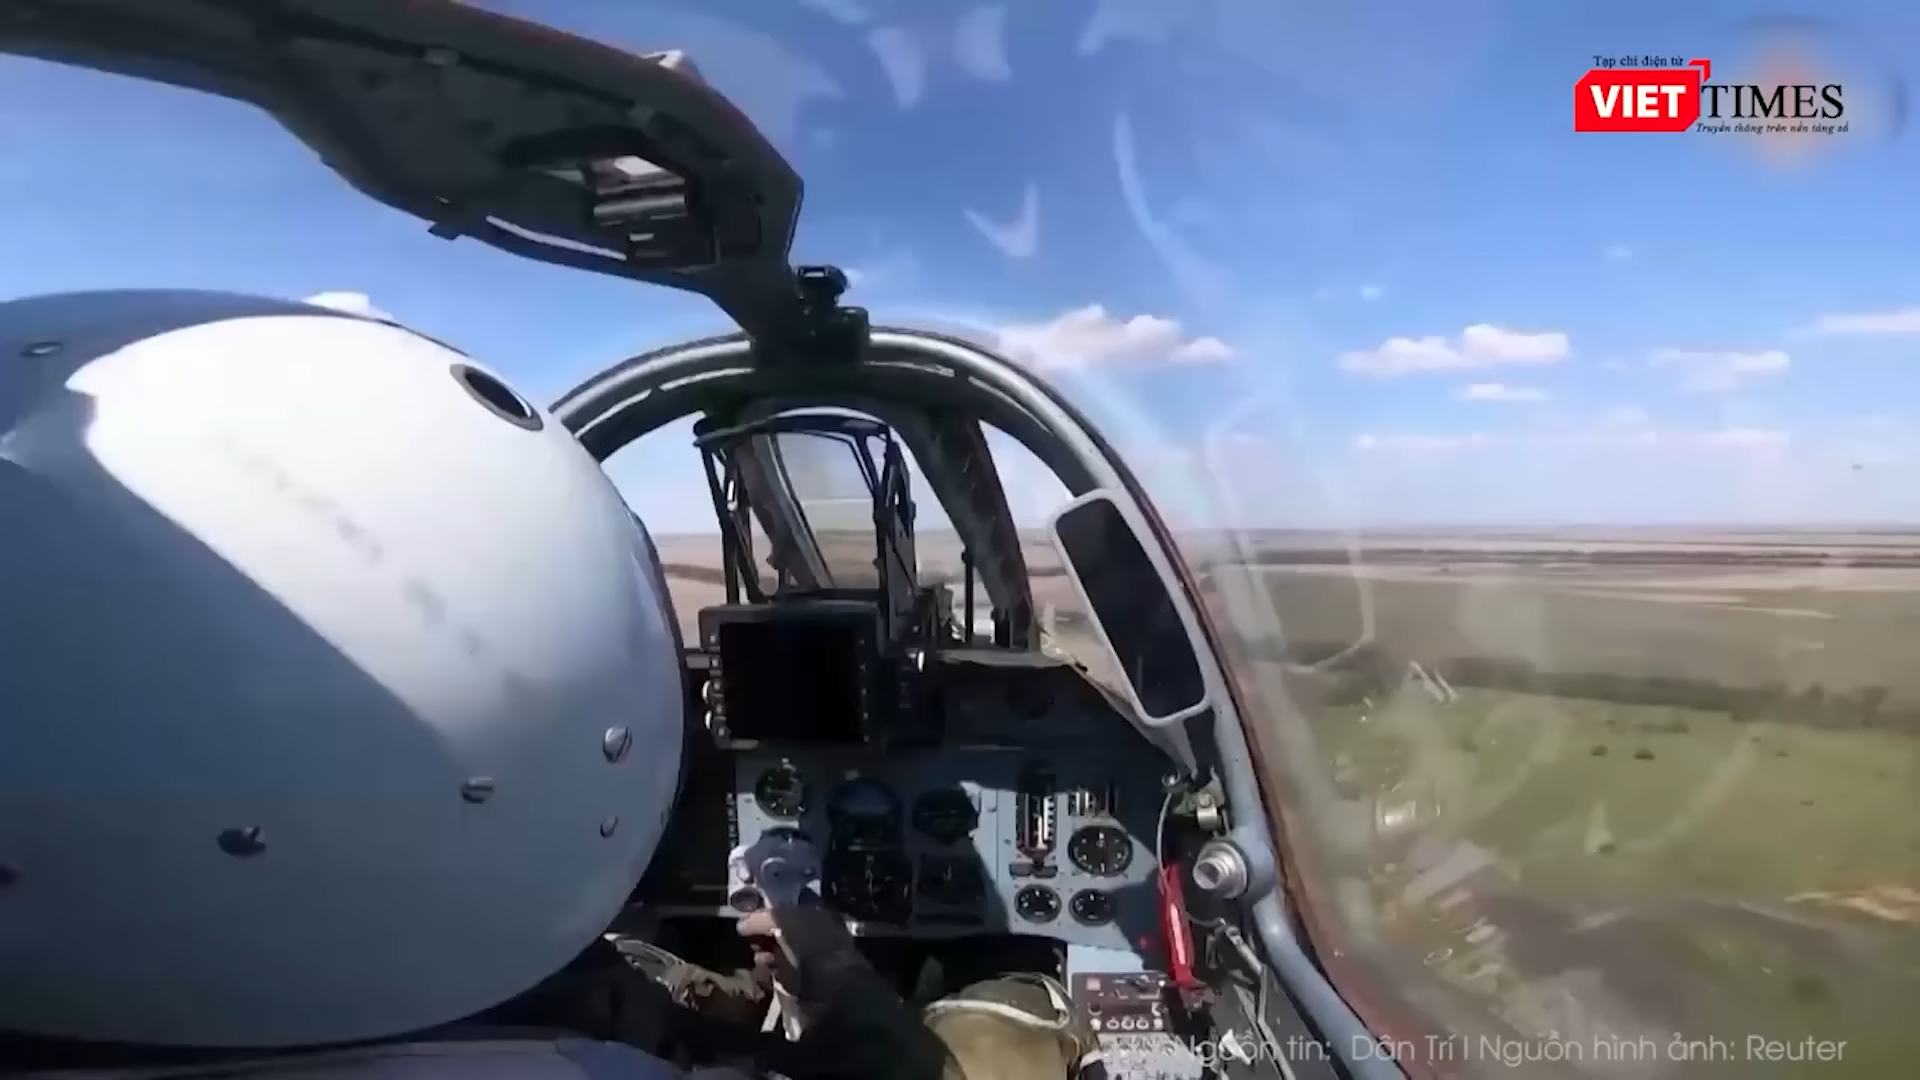 Tạp chí điện tử
VIETTIMES
Truyền thông trên nền tảng số
Nguồn tin: Dân Trí | Nguồn hình ảnh: Reuter